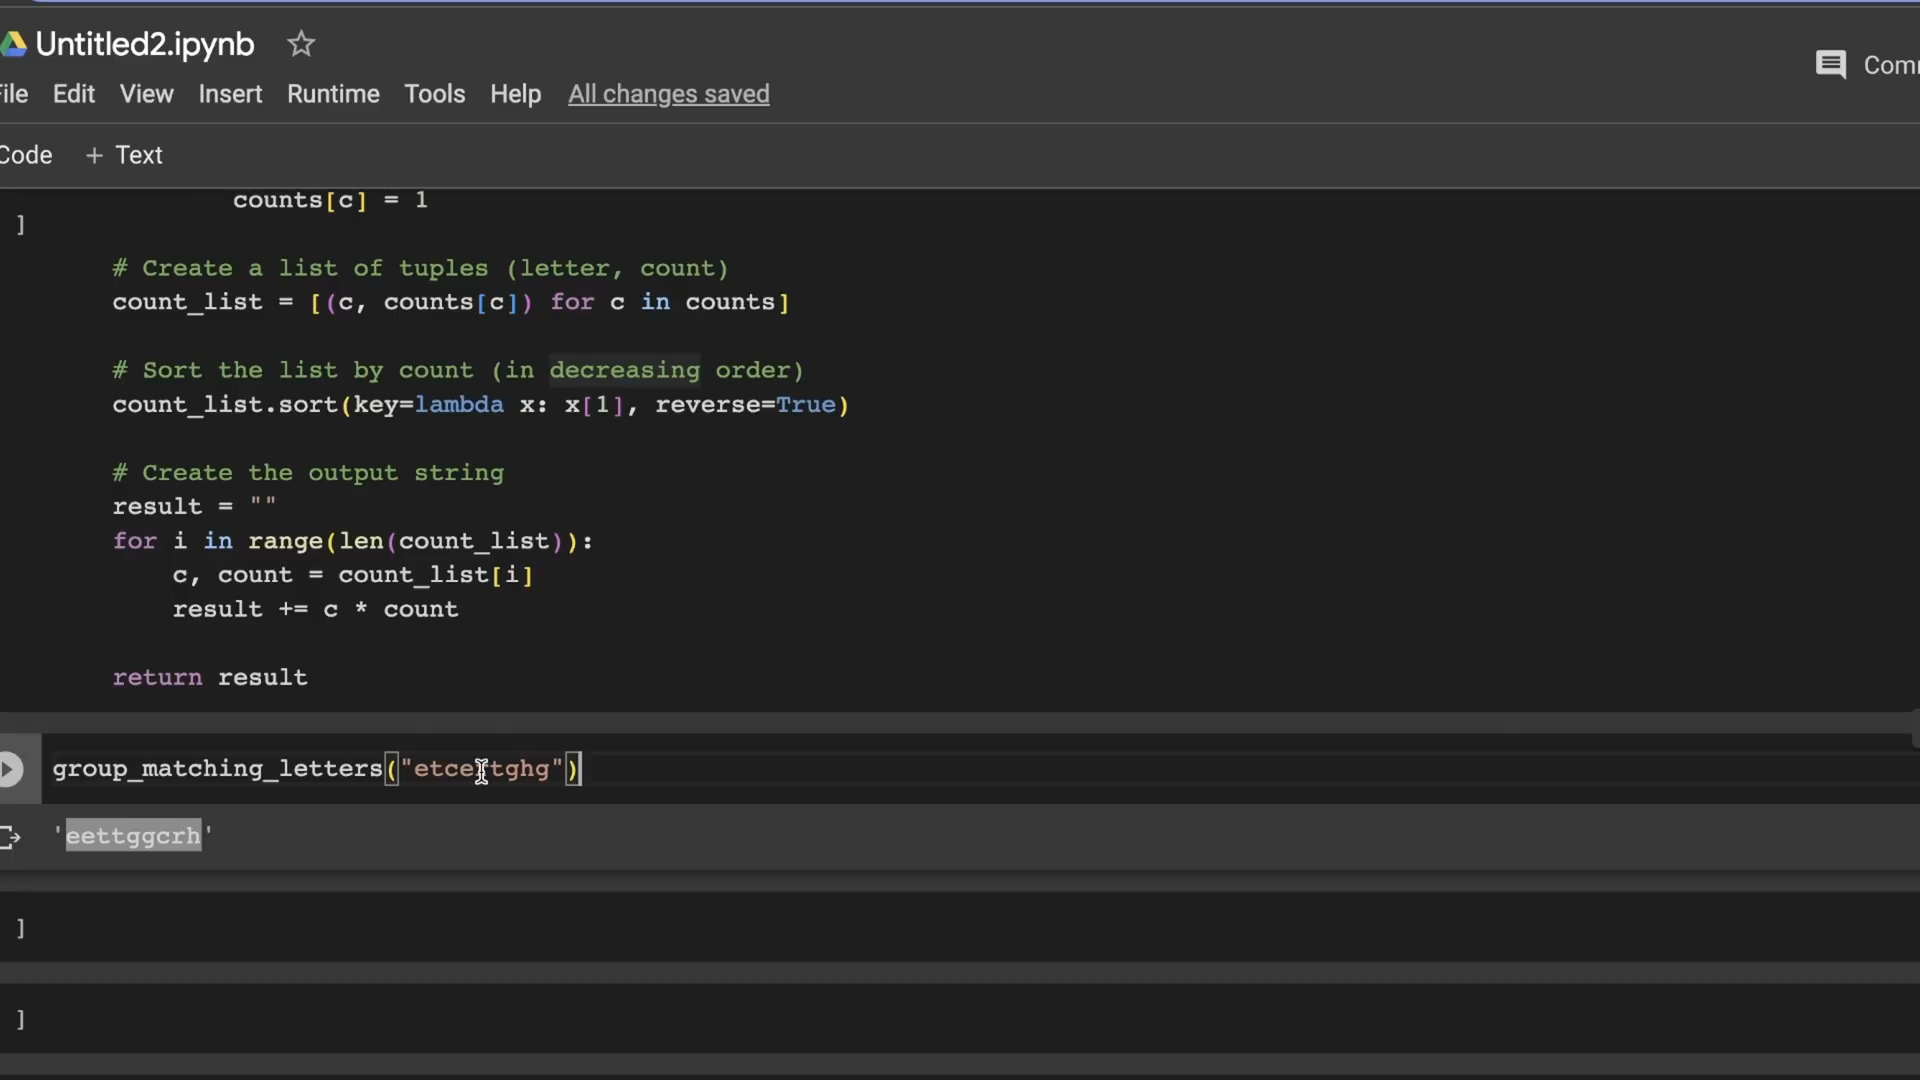 Untitled2.ipynb
File Edit View Insert Runtime Tools Help All changes saved
Comm
Code + Text
counts[c] = 1
]
# Create a list of tuples (letter, count)
count_list = [(c, counts[c]) for c in counts]
# Sort the list by count (in decreasing order)
count_list.sort(key=lambda x: x[1], reverse=True)
# Create the output string
result = ""
for i in range(len(count_list)):
c, count = count_list[i]
result += c * count
return result
group_matching_letters("etcertghg")
'eettggcrh'
]
]